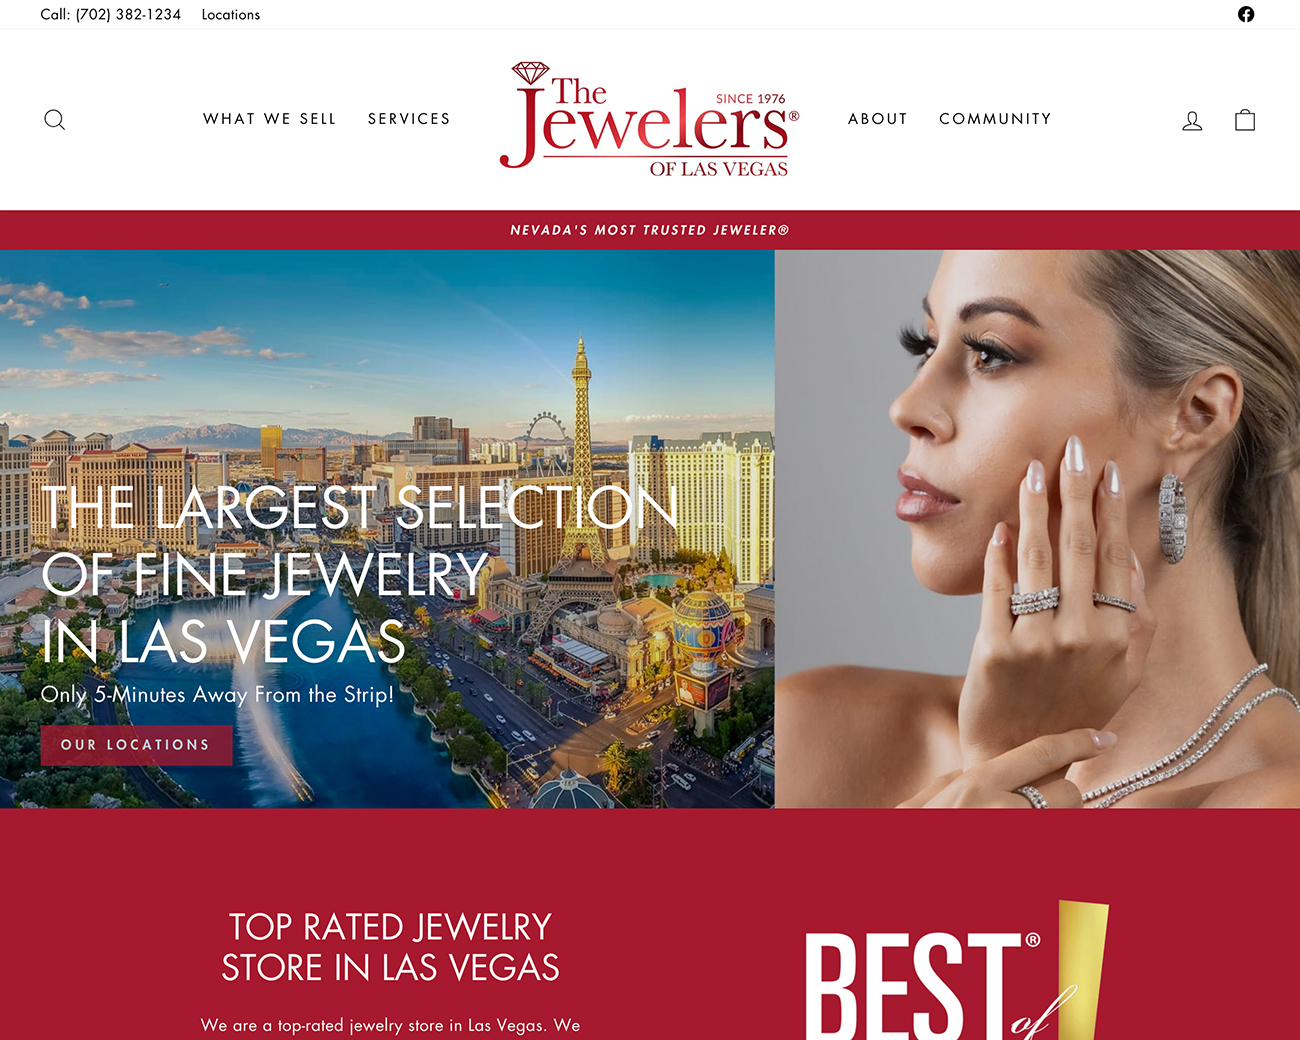 Call: (702) 382-1234 Locations
WHAT WE SELL SERVICES
The
Jewelers®
SINCE 1976
OF LAS VEGAS
ABOUT COMMUNITY
NEVADA'S MOST TRUSTED JEWELER®
THE LARGEST SELECTION
OF FINE JEWELRY
IN LAS VEGAS
Only 5-Minutes Away From the Strip!
OUR LOCATIONS
TOP RATED JEWELRY
STORE IN LAS VEGAS
We are a top-rated jewelry store in Las Vegas. We
BEST®
of